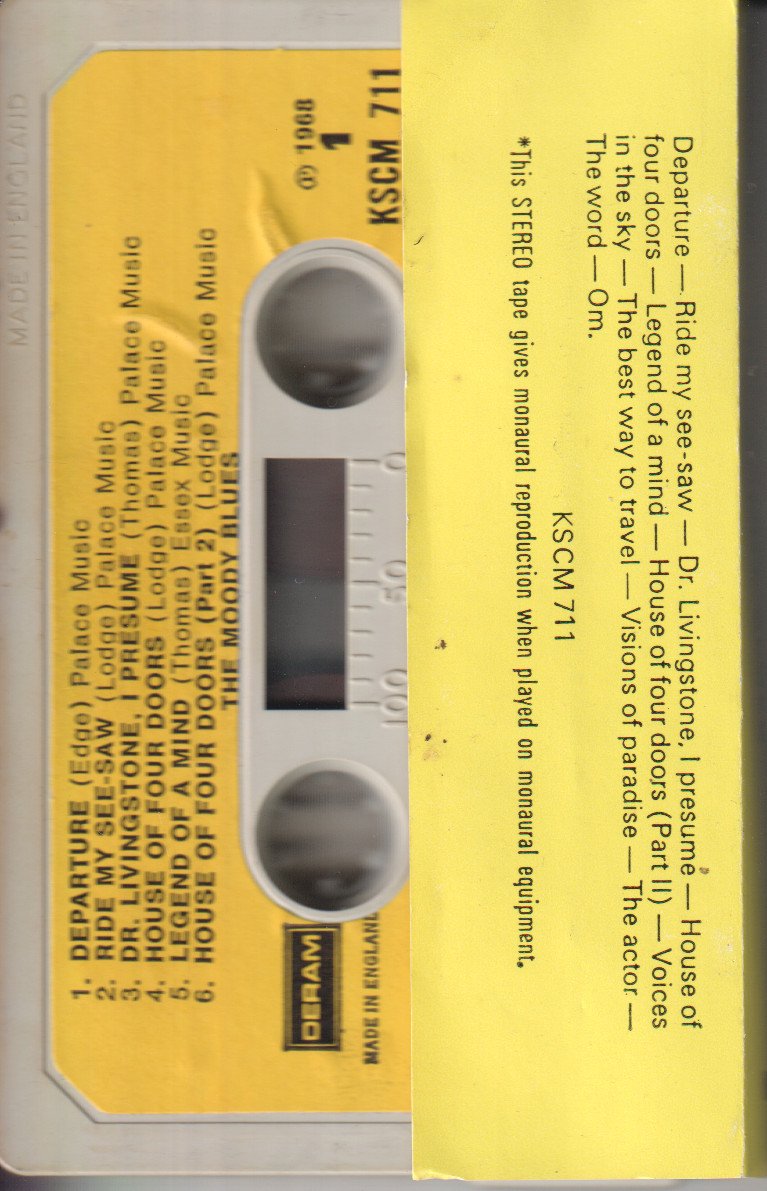 MADE IN ENGLAND
1. DEPARTURE (Edge) Palace Music
2. RIDE MY SEE-SAW (Lodge) Palace Music
3. DR. LIVINGSTONE, I PRESUME (Thomas) Palace Music
4. HOUSE OF FOUR DOORS (Lodge) Palace Music
5. LEGEND OF A MIND (Thomas) Essex Music
6. HOUSE OF FOUR DOORS (Part 2) (Lodge) Palace Music
THE MOODY BLUES
℗ 1968
1
KSCM 711
DERAM
MADE IN ENGLAND
100 50 0
Departure — Ride my see-saw — Dr. Livingstone, I presume — House of
four doors — Legend of a mind — House of four doors (Part II) — Voices
in the sky — The best way to travel — Visions of paradise — The actor —
The word — Om.
KSCM 711
*This STEREO tape gives monaural reproduction when played on monaural equipment.